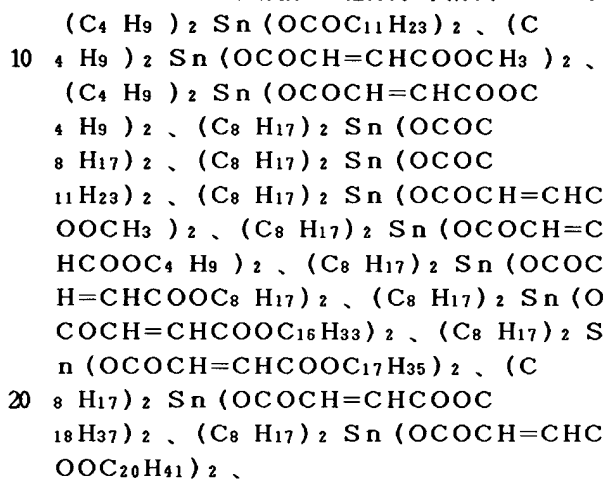 (C₄ H₉ )₂ Sn (OCOC₁₁H₂₃)₂ 、(C
10 ₄ H₉ )₂ Sn (OCOCH=CHCOOCH₃ )₂ 、
(C₄ H₉ )₂ Sn (OCOCH=CHCOOC
₄ H₉ )₂ 、(C₈ H₁₇)₂ Sn (OCOC
₈ H₁₇)₂ 、(C₈ H₁₇)₂ Sn (OCOC
₁₁H₂₃)₂ 、(C₈ H₁₇)₂ Sn (OCOCH=CHC
OOCH₃ )₂ 、(C₈ H₁₇)₂ Sn (OCOCH=C
HCOOC₄ H₉ )₂ 、(C₈ H₁₇)₂ Sn (OCOC
H=CHCOOC₈ H₁₇)₂ 、(C₈ H₁₇)₂ Sn (O
COCH=CHCOOC₁₆H₃₃)₂ 、(C₈ H₁₇)₂ S
n (OCOCH=CHCOOC₁₇H₃₅)₂ 、(C
20 ₈ H₁₇)₂ Sn (OCOCH=CHCOOC
₁₈H₃₇)₂ 、(C₈ H₁₇)₂ Sn (OCOCH=CHC
OOC₂₀H₄₁)₂ 、